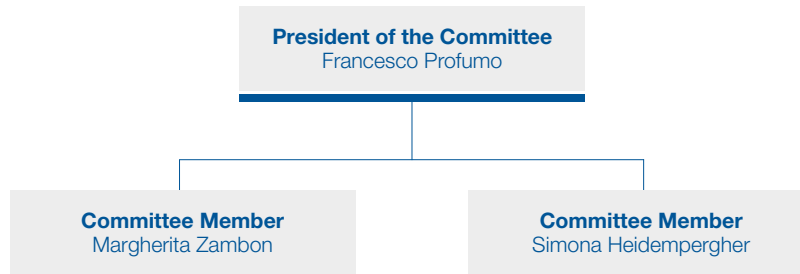 President of the Committee
Francesco Profumo
Committee Member
Margherita Zambon
Committee Member
Simona Heidempergher